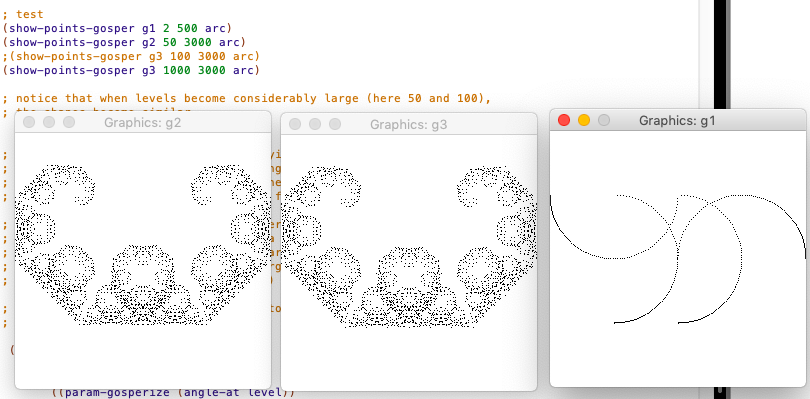 ; test
(show-points-gosper g1 2 500 arc)
(show-points-gosper g2 50 3000 arc)
;(show-points-gosper g3 100 3000 arc)
(show-points-gosper g3 1000 3000 arc)
; notice that when levels become considerably large (here 50 and 100),
Graphics: g2
Graphics: g3
Graphics: g1
((param-gosperize (angle-at level))